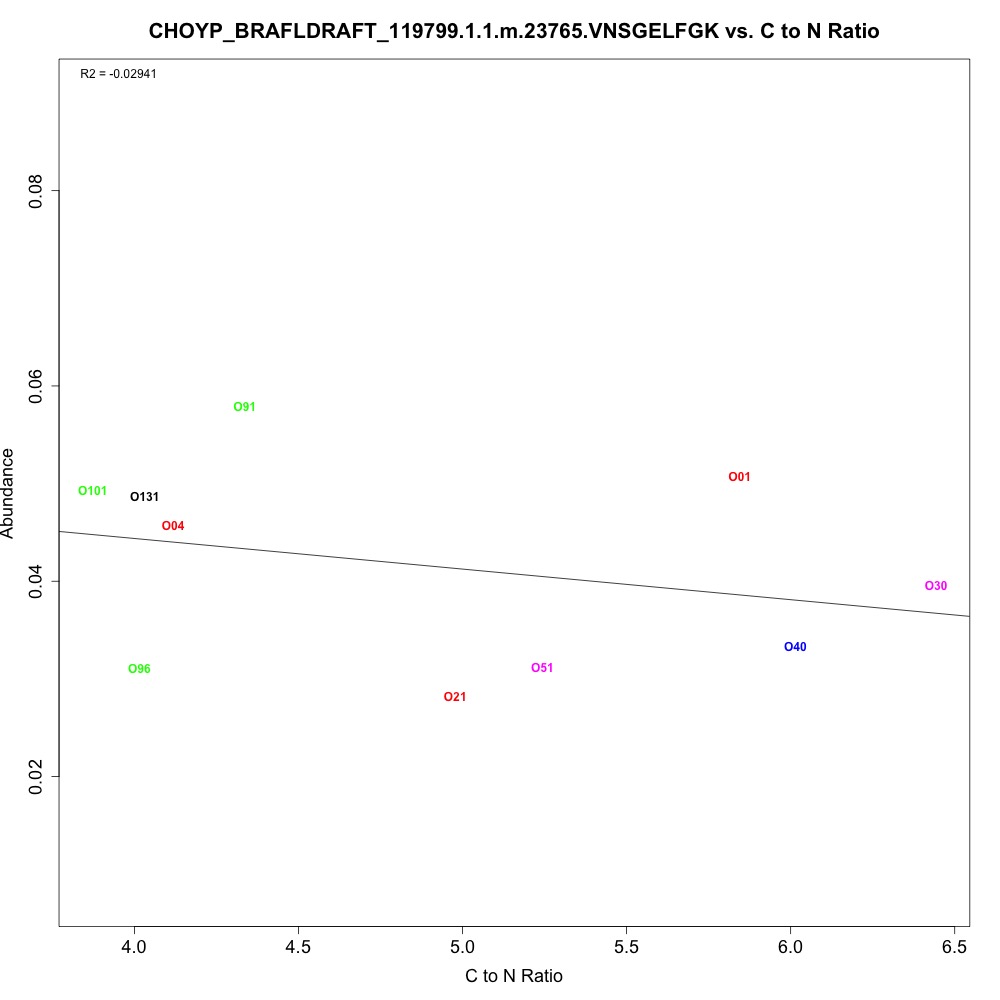 CHOYP_BRAFLDRAFT_119799.1.1.m.23765.VNSGELFGK vs. C to N Ratio
R2 = -0.02941
0.08
0.06
O91
O01
O101
O131
O04
Abundance
0.04
O30
O40
O96
O51
O21
0.02
4.0 4.5 5.0 5.5 6.0 6.5
C to N Ratio